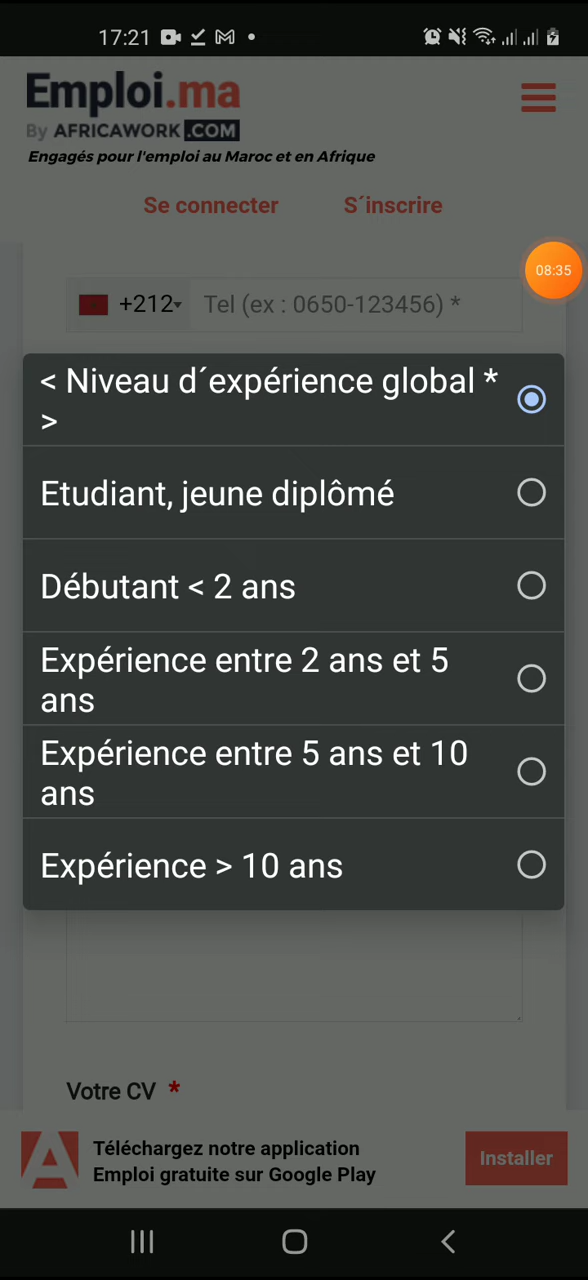 17:21
Emploi.ma
By AFRICAWORK.COM
Engagés pour l'emploi au Maroc et en Afrique
Se connecter S´inscrire
08:35
+212 Tel (ex : 0650-123456) *
< Niveau d´expérience global *
>
Etudiant, jeune diplômé
Débutant < 2 ans
Expérience entre 2 ans et 5
ans
Expérience entre 5 ans et 10
ans
Expérience > 10 ans
Votre CV *
Téléchargez notre application
Emploi gratuite sur Google Play
Installer